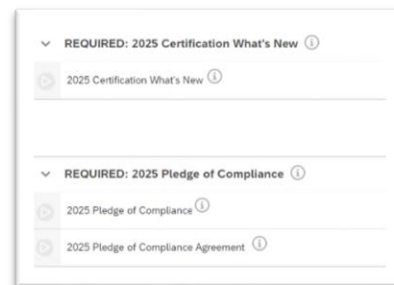 REQUIRED: 2025 Certification What's New
2025 Certification What's New
REQUIRED: 2025 Pledge of Compliance
2025 Pledge of Compliance
2025 Pledge of Compliance Agreement